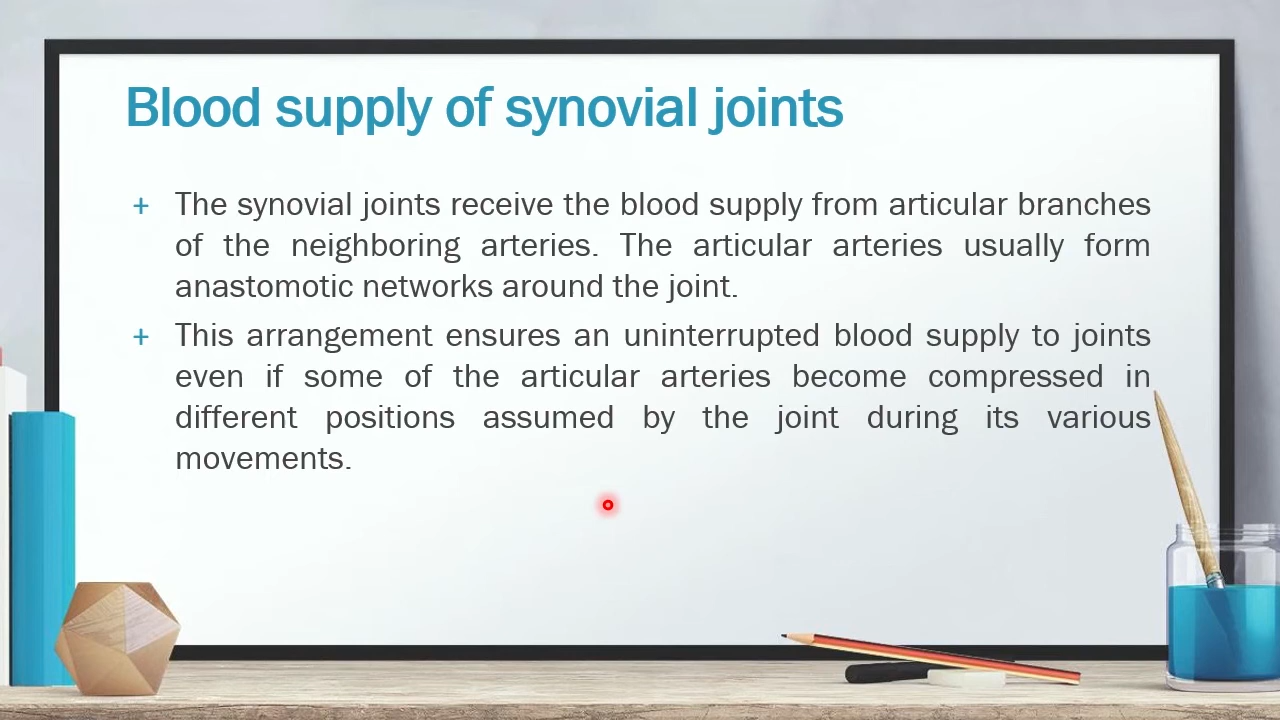 Blood supply of synovial joints
+ The synovial joints receive the blood supply from articular branches
of the neighboring arteries. The articular arteries usually form
anastomotic networks around the joint.
+ This arrangement ensures an uninterrupted blood supply to joints
even if some of the articular arteries become compressed in
different positions assumed by the joint during its various
movements.